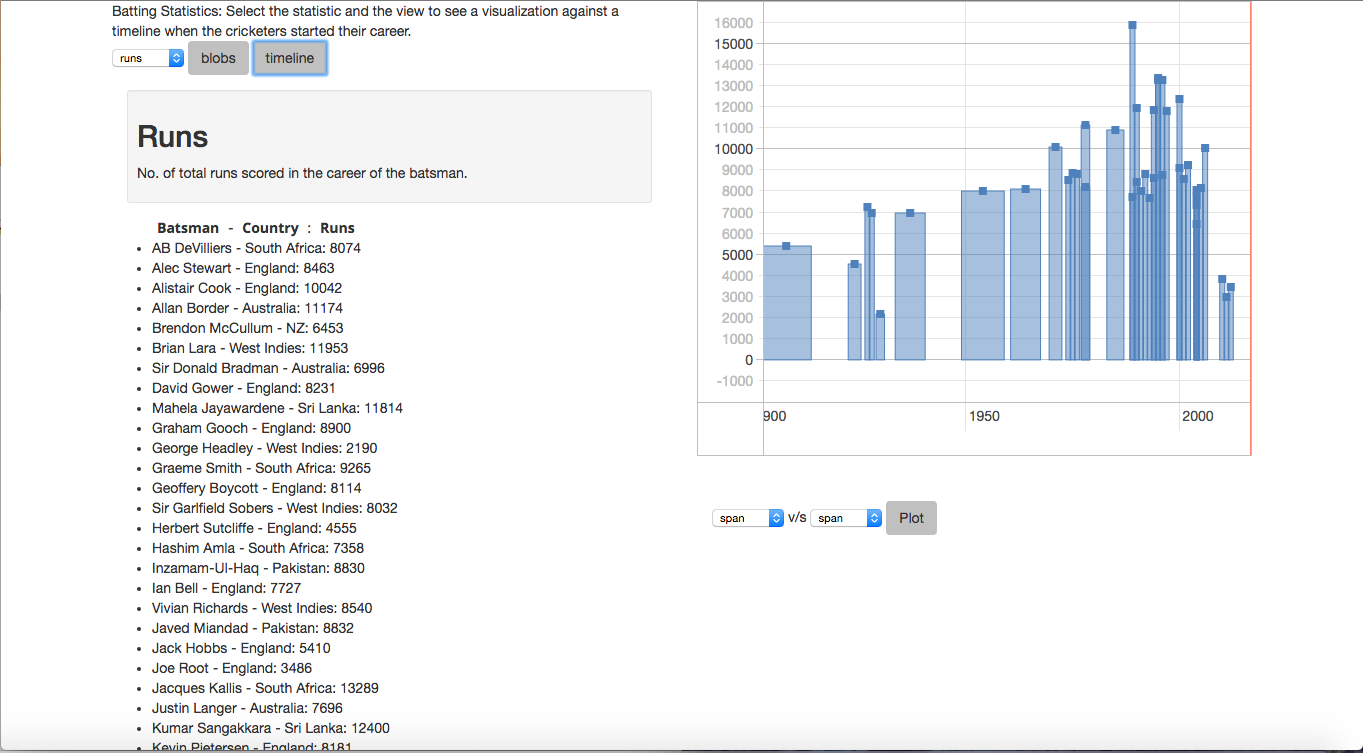 Batting Statistics: Select the statistic and the view to see a visualization against a
timeline when the cricketers started their career.
runs blobs timeline
Runs
No. of total runs scored in the career of the batsman.
Batsman - Country : Runs
AB DeVilliers - South Africa: 8074
Alec Stewart - England: 8463
Alistair Cook - England: 10042
Allan Border - Australia: 11174
Brendon McCullum - NZ: 6453
Brian Lara - West Indies: 11953
Sir Donald Bradman - Australia: 6996
David Gower - England: 8231
Mahela Jayawardene - Sri Lanka: 11814
Graham Gooch - England: 8900
George Headley - West Indies: 2190
Graeme Smith - South Africa: 9265
Geoffery Boycott - England: 8114
Sir Garlfield Sobers - West Indies: 8032
Herbert Sutcliffe - England: 4555
Hashim Amla - South Africa: 7358
Inzamam-Ul-Haq - Pakistan: 8830
Ian Bell - England: 7727
Vivian Richards - West Indies: 8540
Javed Miandad - Pakistan: 8832
Jack Hobbs - England: 5410
Joe Root - England: 3486
Jacques Kallis - South Africa: 13289
Justin Langer - Australia: 7696
Kumar Sangakkara - Sri Lanka: 12400
Kevin Pietersen - England: 8181
16000
15000
14000
13000
12000
11000
10000
9000
8000
7000
6000
5000
4000
3000
2000
1000
0
-1000
900 1950 2000
span v/s span Plot